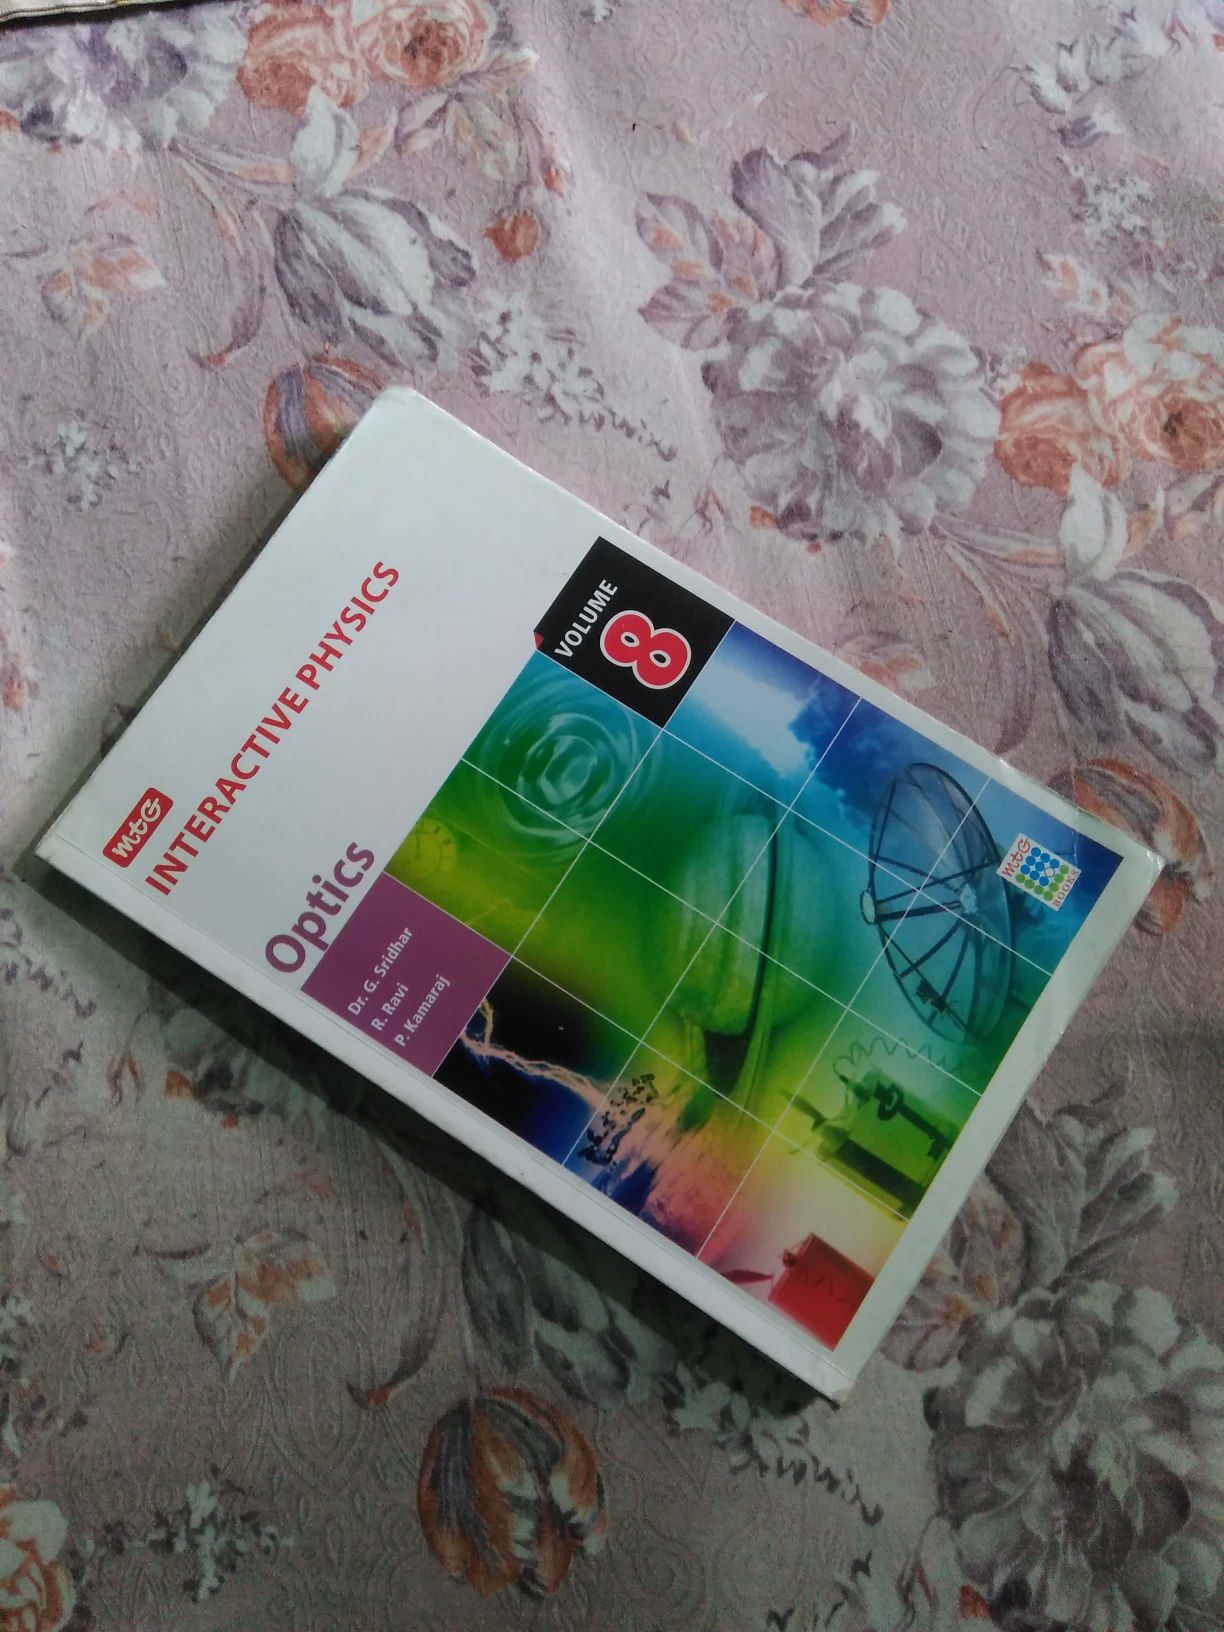 mtG
INTERACTIVE PHYSICS
Optics
VOLUME
8
Dr. G. Sridhar
R. Ravi
P. Kamaraj
mtG
BOOKS